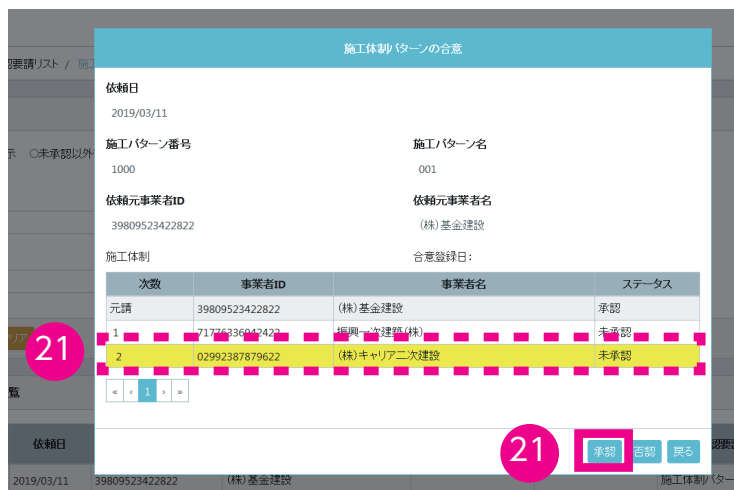 施工体制パターンの合意
認要請リスト / 施工
依頼日
2019/03/11
施工パターン番号 施工パターン名
示 ○未承認以外
1000 001
依頼元事業者ID 依頼元事業者名
39809523422822 (株)基金建設
施工体制 合意登録日:
次数 事業者ID 事業者名 ステータス
元請 39809523422822 (株)基金建設 承認
1 71776336942422 振興一次建築(株) 未承認
21
2 02992387879622 (株)キャリア二次建設 未承認
« ‹ 1 › »
覧
依頼日 21 承認 否認 戻る
2019/03/11 39809523422822 (株)基金建設 施工体制パター